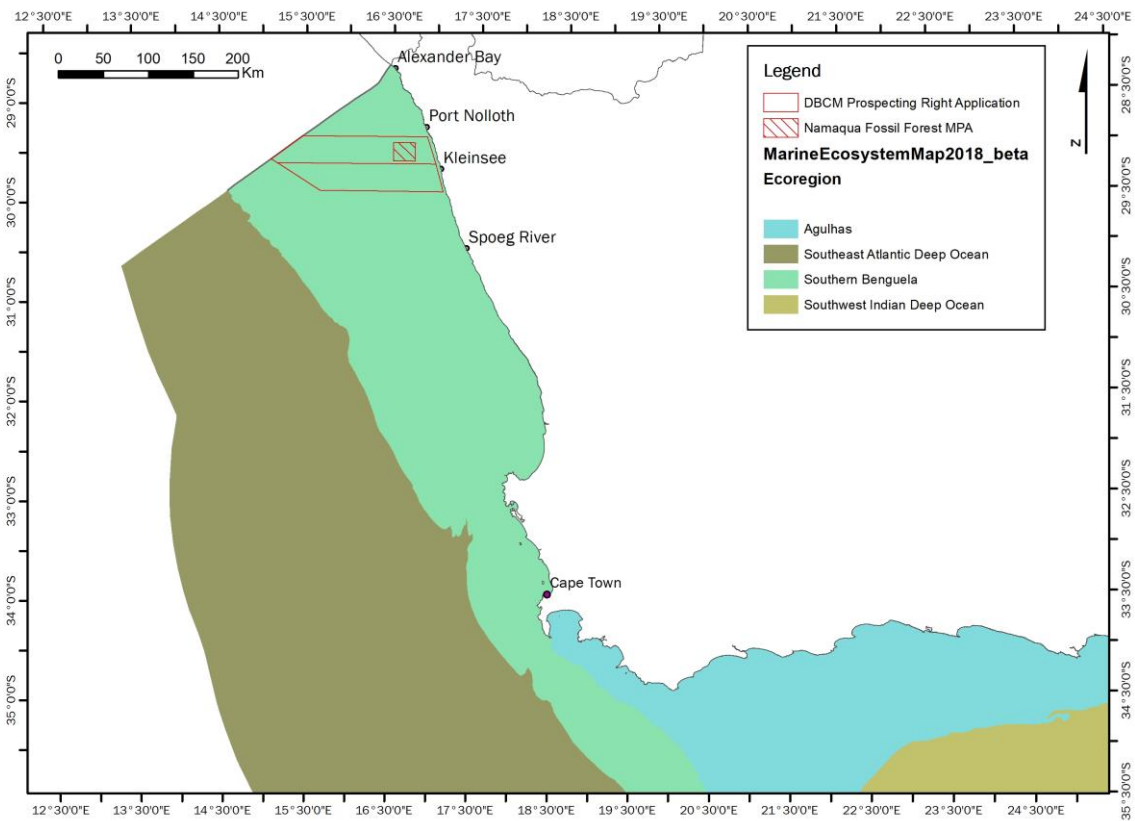 12°30'0"E 13°30'0"E 14°30'0"E 15°30'0"E 16°30'0"E 17°30'0"E 18°30'0"E 19°30'0"E 20°30'0"E 21°30'0"E 22°30'0"E 23°30'0"E 24°30'0"E
0 50 100 150 200
Km
Alexander Bay
Port Nolloth
Kleinsee
Spoeg River
Cape Town
Legend
DBCM Prospecting Right Application
Namaqua Fossil Forest MPA
MarineEcosystemMap2018_beta
Ecoregion
Agulhas
Southeast Atlantic Deep Ocean
Southern Benguela
Southwest Indian Deep Ocean
N
29°0'0"S
30°0'0"S
31°0'0"S
32°0'0"S
33°0'0"S
34°0'0"S
35°0'0"S
28°30'0"S
29°30'0"S
30°30'0"S
31°30'0"S
32°30'0"S
33°30'0"S
34°30'0"S
35°30'0"S
12°30'0"E 13°30'0"E 14°30'0"E 15°30'0"E 16°30'0"E 17°30'0"E 18°30'0"E 19°30'0"E 20°30'0"E 21°30'0"E 22°30'0"E 23°30'0"E 24°30'0"E